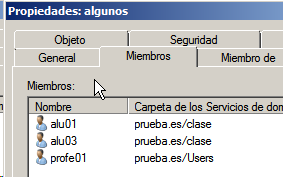 Propiedades: algunos
Objeto Seguridad
General Miembros Miembro de
Miembros:
Nombre Carpeta de los Servicios de dom
alu01 prueba.es/clase
alu03 prueba.es/clase
profe01 prueba.es/Users